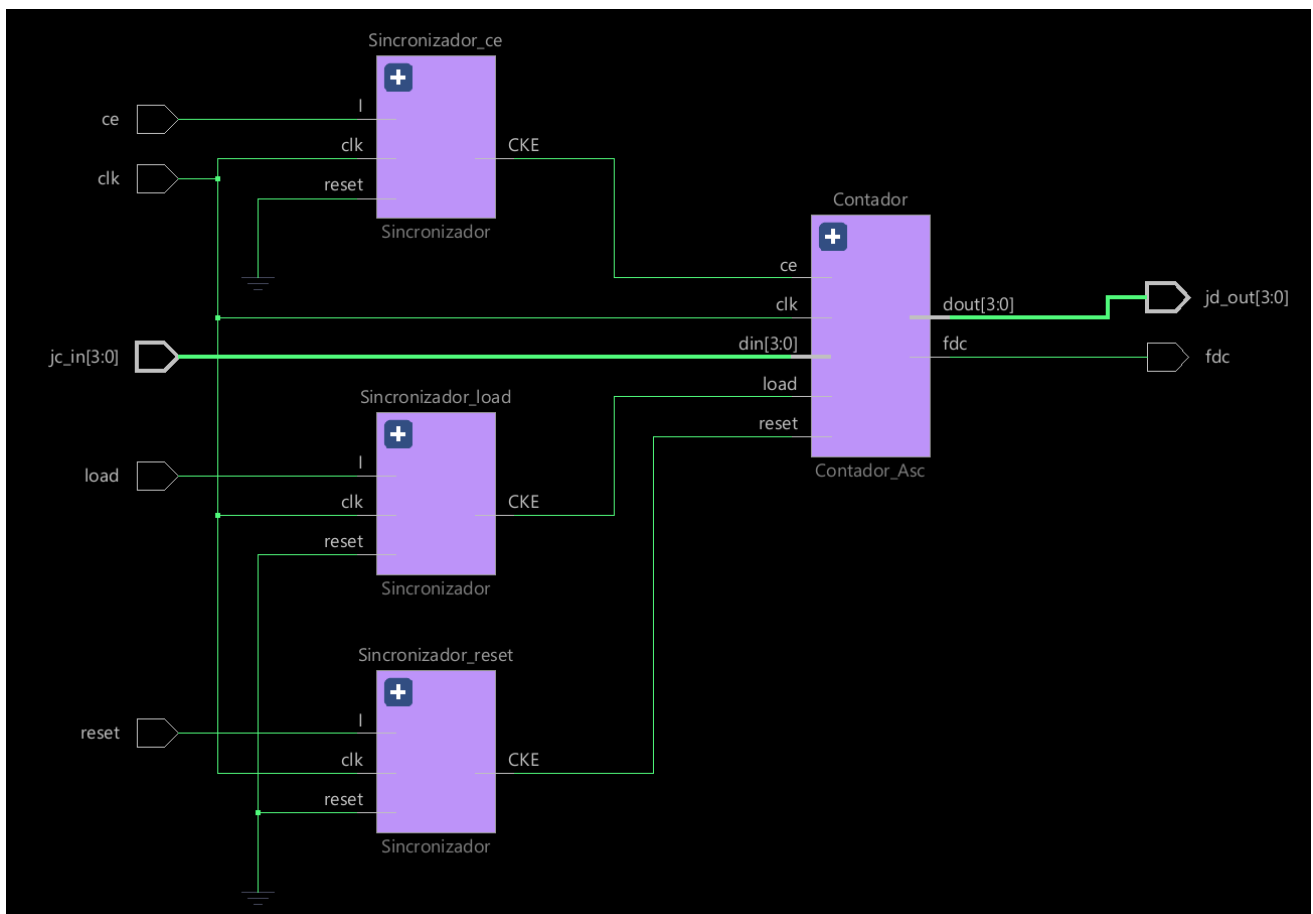 Sincronizador_ce
I
ce
clk
CKE
clk
reset
Contador
Sincronizador
ce
clk
dout[3:0]
jd_out[3:0]
jc_in[3:0]
din[3:0]
fdc
fdc
load
Sincronizador_load
reset
I
Contador_Asc
load
clk
CKE
reset
Sincronizador
Sincronizador_reset
I
reset
clk
CKE
reset
Sincronizador